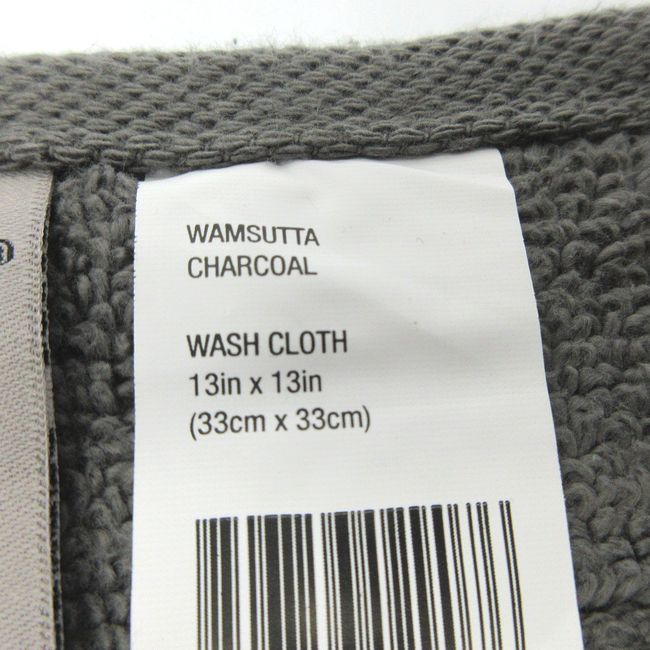 WAMSUTTA
CHARCOAL
WASH CLOTH
13in x 13in
(33cm x 33cm)